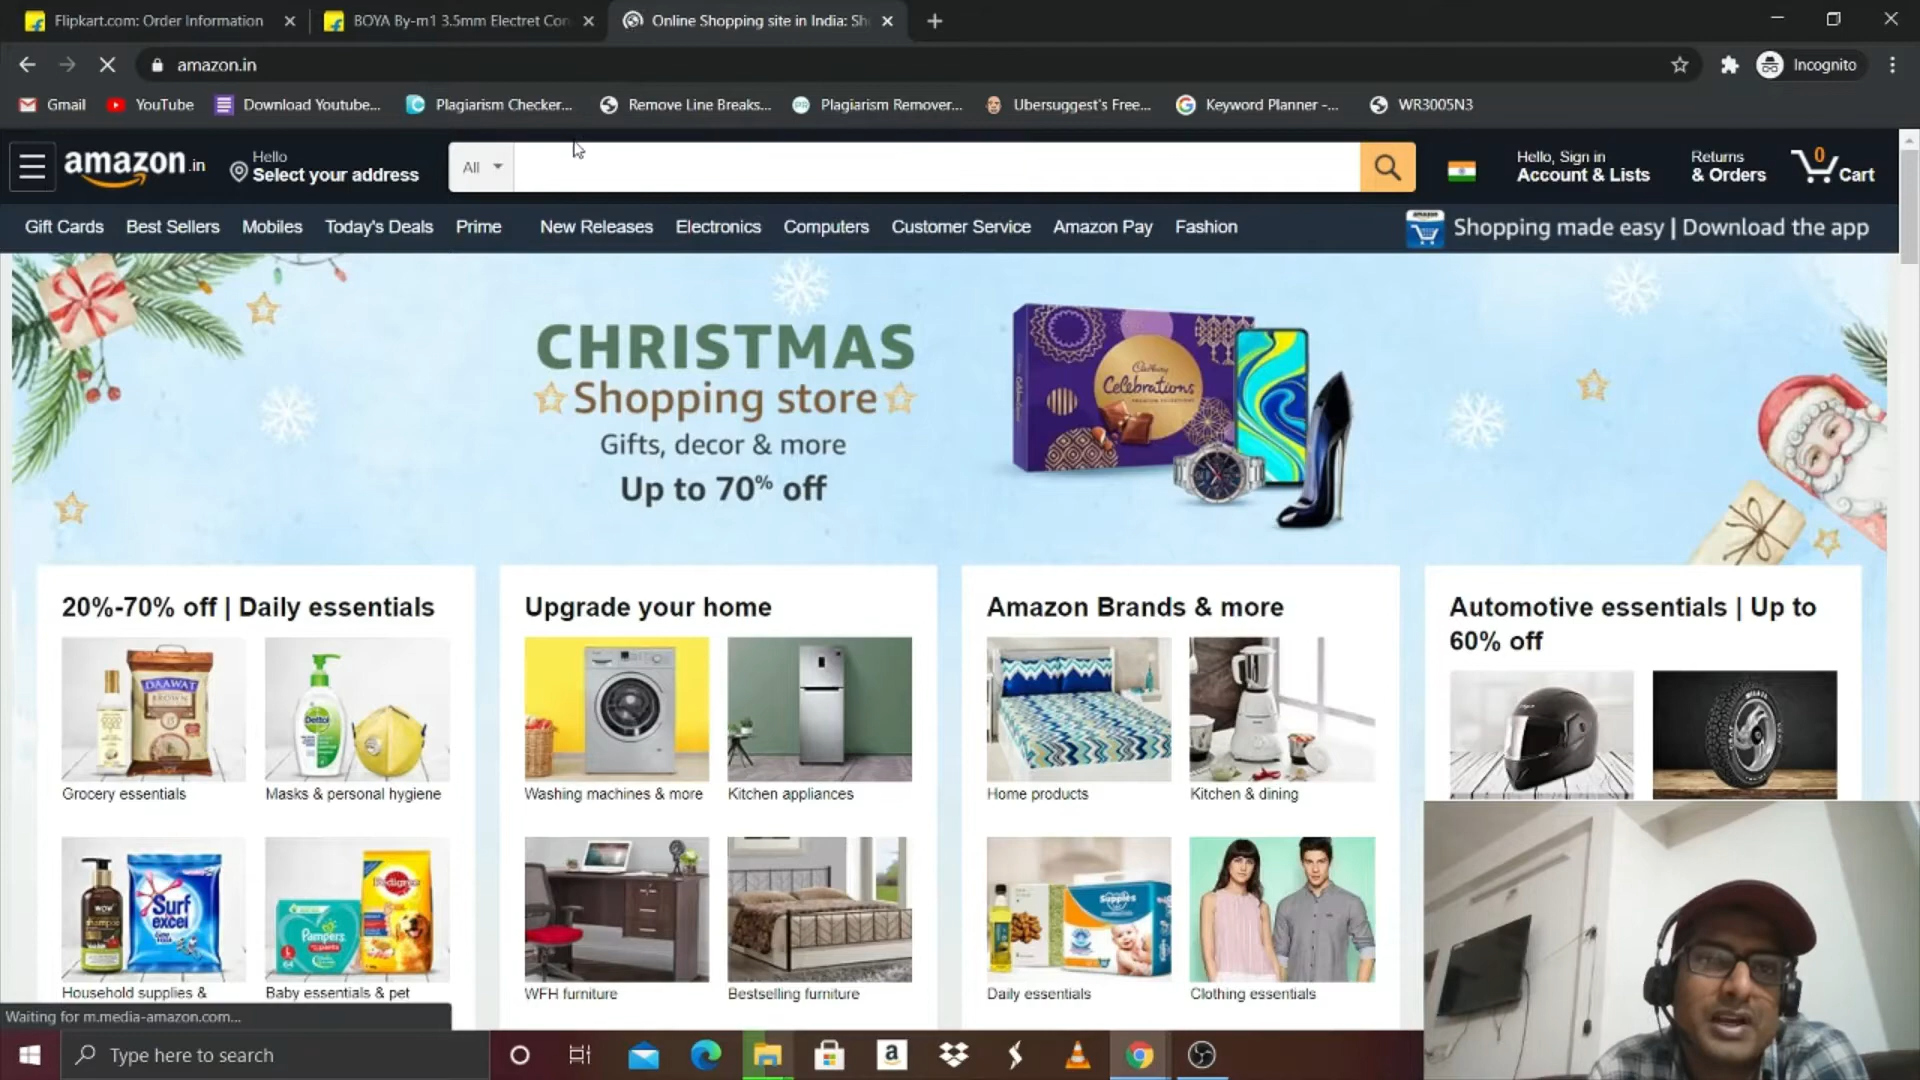 Flipkart.com: Order Information
BOYA By-m1 3.5mm Electret Con
Online Shopping site in India: Sh
amazon.in
Incognito
Gmail
YouTube
Download Youtube...
Plagiarism Checker...
Remove Line Breaks...
Plagiarism Remover...
Ubersuggest's Free...
Keyword Planner -...
WR3005N3
amazon.in
Hello
Select your address
All
Hello, Sign in
Account & Lists
Returns
& Orders
0
Cart
Gift Cards
Best Sellers
Mobiles
Today's Deals
Prime
New Releases
Electronics
Computers
Customer Service
Amazon Pay
Fashion
Shopping made easy | Download the app
CHRISTMAS
Shopping store
Gifts, decor & more
Up to 70% off
Cadbury
Celebrations
20%-70% off | Daily essentials
Upgrade your home
Amazon Brands & more
Automotive essentials | Up to
60% off
DAAWAT
BROWN
Dettol
Grocery essentials
Masks & personal hygiene
Washing machines & more
Kitchen appliances
Home products
Kitchen & dining
WOW
Surf
excel
Pampers
Pedigree
Supplies
Household supplies &
Baby essentials & pet
WFH furniture
Bestselling furniture
Daily essentials
Clothing essentials
Waiting for m.media-amazon.com...
Type here to search